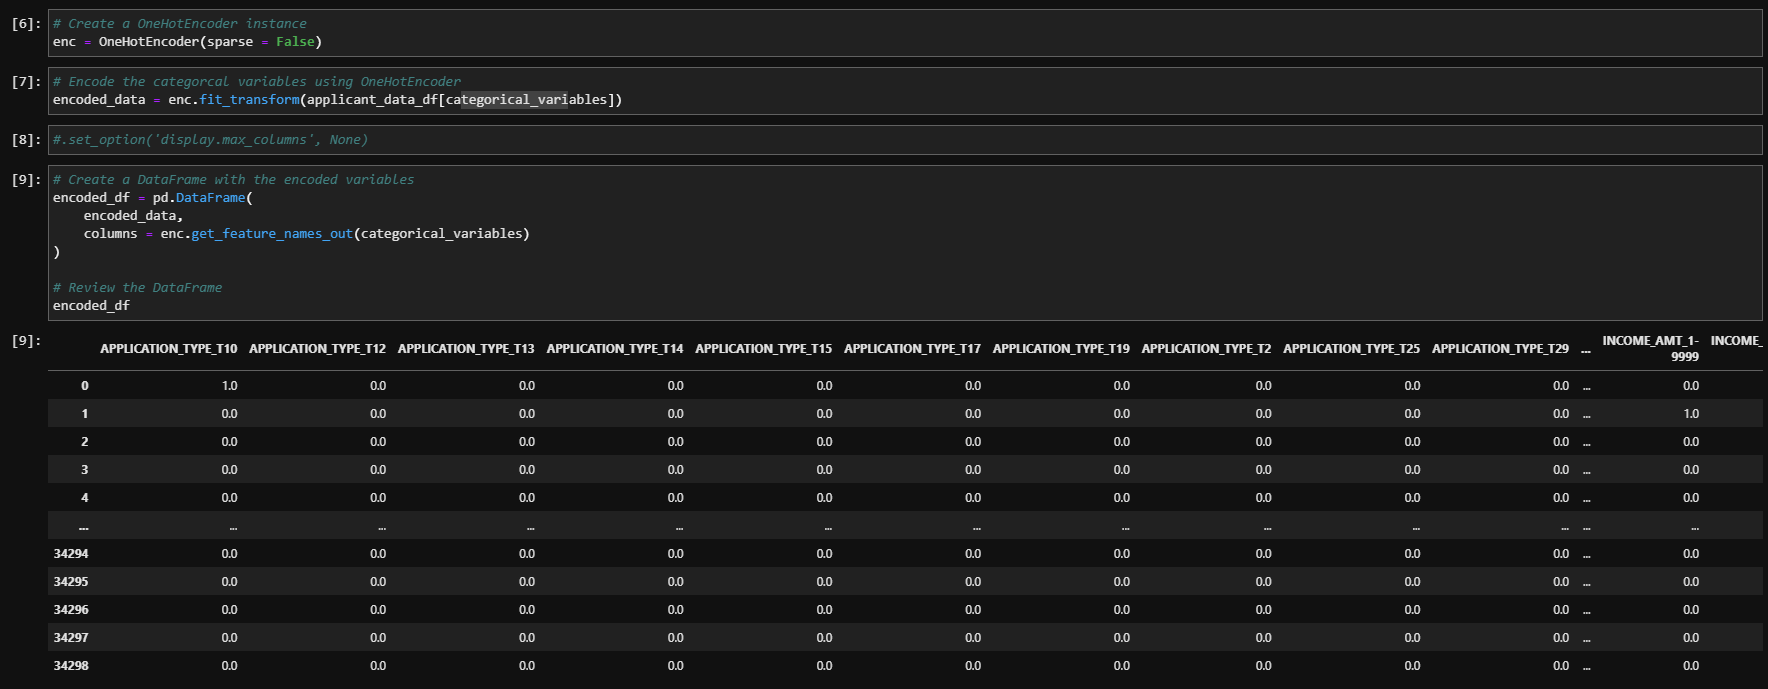 [6]: # Create a OneHotEncoder instance
enc = OneHotEncoder(sparse = False)
[7]: # Encode the categorcal variables using OneHotEncoder
encoded_data = enc.fit_transform(applicant_data_df[categorical_variables])
[8]: #.set_option('display.max_columns', None)
[9]: # Create a DataFrame with the encoded variables
encoded_df = pd.DataFrame(
encoded_data,
columns = enc.get_feature_names_out(categorical_variables)
)
# Review the DataFrame
encoded_df
[9]:
APPLICATION_TYPE_T10 APPLICATION_TYPE_T12 APPLICATION_TYPE_T13 APPLICATION_TYPE_T14 APPLICATION_TYPE_T15 APPLICATION_TYPE_T17 APPLICATION_TYPE_T19 APPLICATION_TYPE_T2 APPLICATION_TYPE_T25 APPLICATION_TYPE_T29 ... INCOME_AMT_1-9999 INCOME_
0 1.0 0.0 0.0 0.0 0.0 0.0 0.0 0.0 0.0 0.0 ... 0.0
1 0.0 0.0 0.0 0.0 0.0 0.0 0.0 0.0 0.0 0.0 ... 1.0
2 0.0 0.0 0.0 0.0 0.0 0.0 0.0 0.0 0.0 0.0 ... 0.0
3 0.0 0.0 0.0 0.0 0.0 0.0 0.0 0.0 0.0 0.0 ... 0.0
4 0.0 0.0 0.0 0.0 0.0 0.0 0.0 0.0 0.0 0.0 ... 0.0
... ... ... ... ... ... ... ... ... ... ... ... ...
34294 0.0 0.0 0.0 0.0 0.0 0.0 0.0 0.0 0.0 0.0 ... 0.0
34295 0.0 0.0 0.0 0.0 0.0 0.0 0.0 0.0 0.0 0.0 ... 0.0
34296 0.0 0.0 0.0 0.0 0.0 0.0 0.0 0.0 0.0 0.0 ... 0.0
34297 0.0 0.0 0.0 0.0 0.0 0.0 0.0 0.0 0.0 0.0 ... 0.0
34298 0.0 0.0 0.0 0.0 0.0 0.0 0.0 0.0 0.0 0.0 ... 0.0